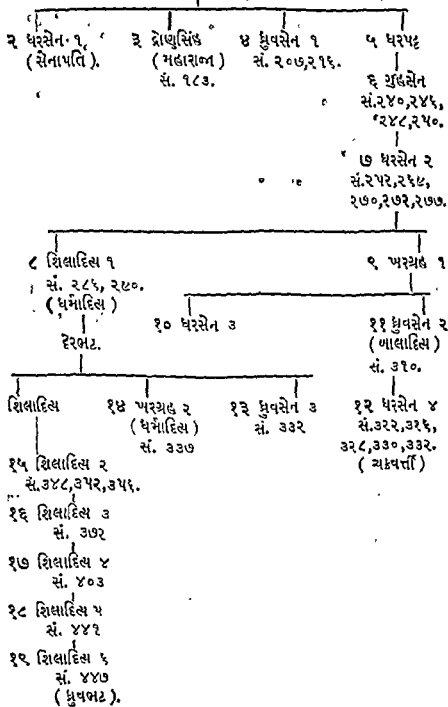 ૨ ધરસેન ૧ ૩ દ્રોણસિંહ ૪ ધ્રુવસેન ૧ ૫ ધરપટ્ટ
(સેનાપતિ). (મહારાજા) સં. ૨૦૭,૨૧૬. ૬ ગુહસેન
સં. ૧૮૩. સં.૨૪૦,૨૪૬,
૨૪૮,૨૫૦.
૭ ધરસેન ૨
સં.૨૫૨,૨૬૯,
૨૭૦,૨૭૨,૨૭૭.
૮ શિલાદિત્ય ૧ ૯ ખરગ્રહ ૧
સં. ૨૮૬, ૨૯૦.
(ધર્માદિત્ય) ૧૦ ધરસેન ૩ ૧૧ ધ્રુવસેન ૨
(બાલાદિત્ય)
દેરભટ. સં. ૩૧૦.
શિલાદિત્ય ૧૪ ખરગ્રહ ૨ ૧૩ ધ્રુવસેન ૩ ૧૨ ધરસેન ૪
(ધર્માદિત્ય) સં. ૩૩૨ સં.૩૨૨,૩૨૬,
સં. ૩૩૭ ૩૨૮,૩૩૦,૩૩૨.
૧૫ શિલાદિત્ય ૨ (ચક્રવર્ત્તી)
સં.૩૪૮,૩૫૨,૩૫૬.
૧૬ શિલાદિત્ય ૩
સં. ૩૭૨
૧૭ શિલાદિત્ય ૪
સં. ૪૦૩
૧૮ શિલાદિત્ય ૫
સં. ૪૪૧
૧૯ શિલાદિત્ય ૬
સં. ૪૪૭
(ધ્રુવભટ).